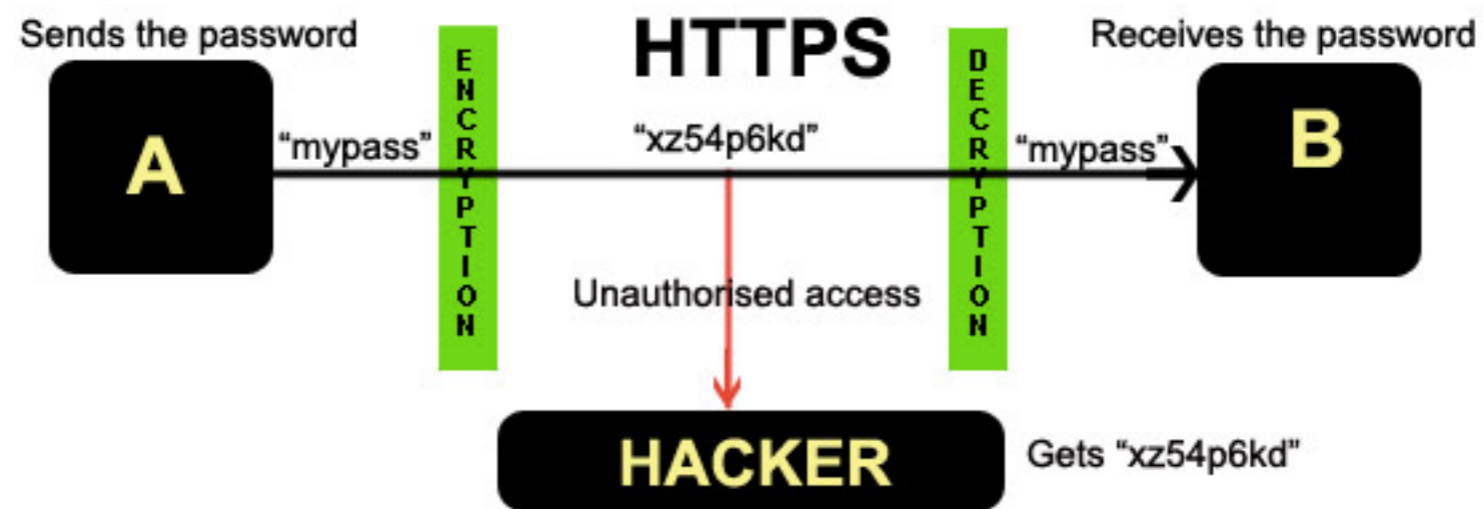 Sends the password
HTTPS
Receives the password
A
“mypass”
ENCRYPTION
“xz54p6kd”
DECRYPTION
“mypass”
B
Unauthorised access
HACKER
Gets “xz54p6kd”